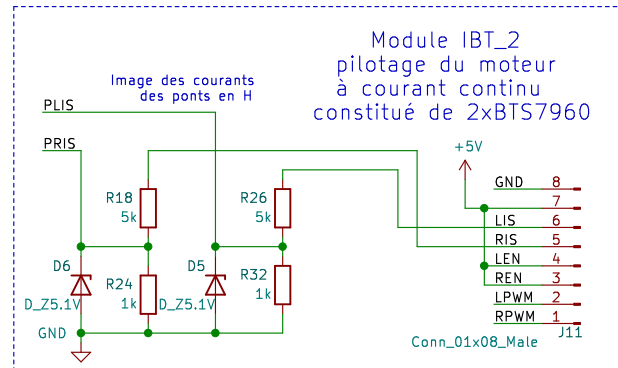 Module IBT_2
pilotage du moteur
à courant continu
constitué de 2xBTS7960
Image des courants
des ponts en H
PLIS
PRIS
+5V
R18
5k
R26
5k
D6
D_Z5.1V
R24
1k
D5
D_Z5.1V
R32
1k
GND
GND 8
7
LIS 6
RIS 5
LEN 4
REN 3
LPWM 2
RPWM 1
J11
Conn_01x08_Male